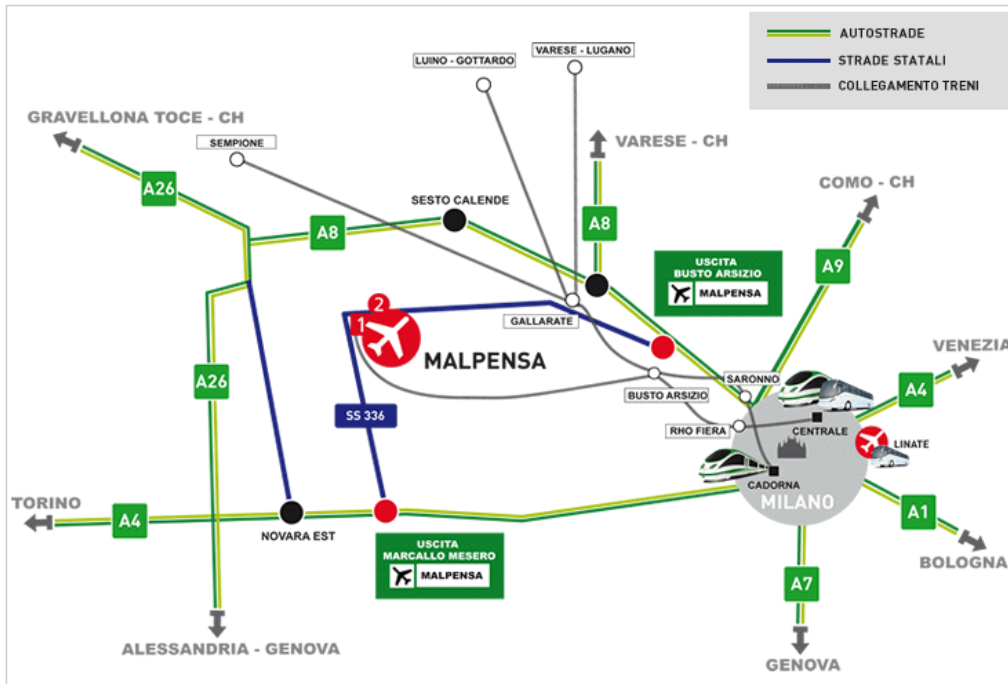 AUTOSTRADE
STRADE STATALI
COLLEGAMENTO TRENI
VARESE - LUGANO
LUINO - GOTTARDO
GRAVELLONA TOCE - CH
SEMPIONE
VARESE - CH
COMO - CH
A26
SESTO CALENDE
A8
A8
A9
USCITA
BUSTO ARSIZIO
MALPENSA
2
1
GALLARATE
MALPENSA
VENEZIA
A26
SARONNO
A4
BUSTO ARSIZIO
SS 336
RHO FIERA
CENTRALE
LINATE
CADORNA
MILANO
TORINO
A4
NOVARA EST
A1
BOLOGNA
USCITA
MARCALLO MESERO
MALPENSA
A7
ALESSANDRIA - GENOVA
GENOVA